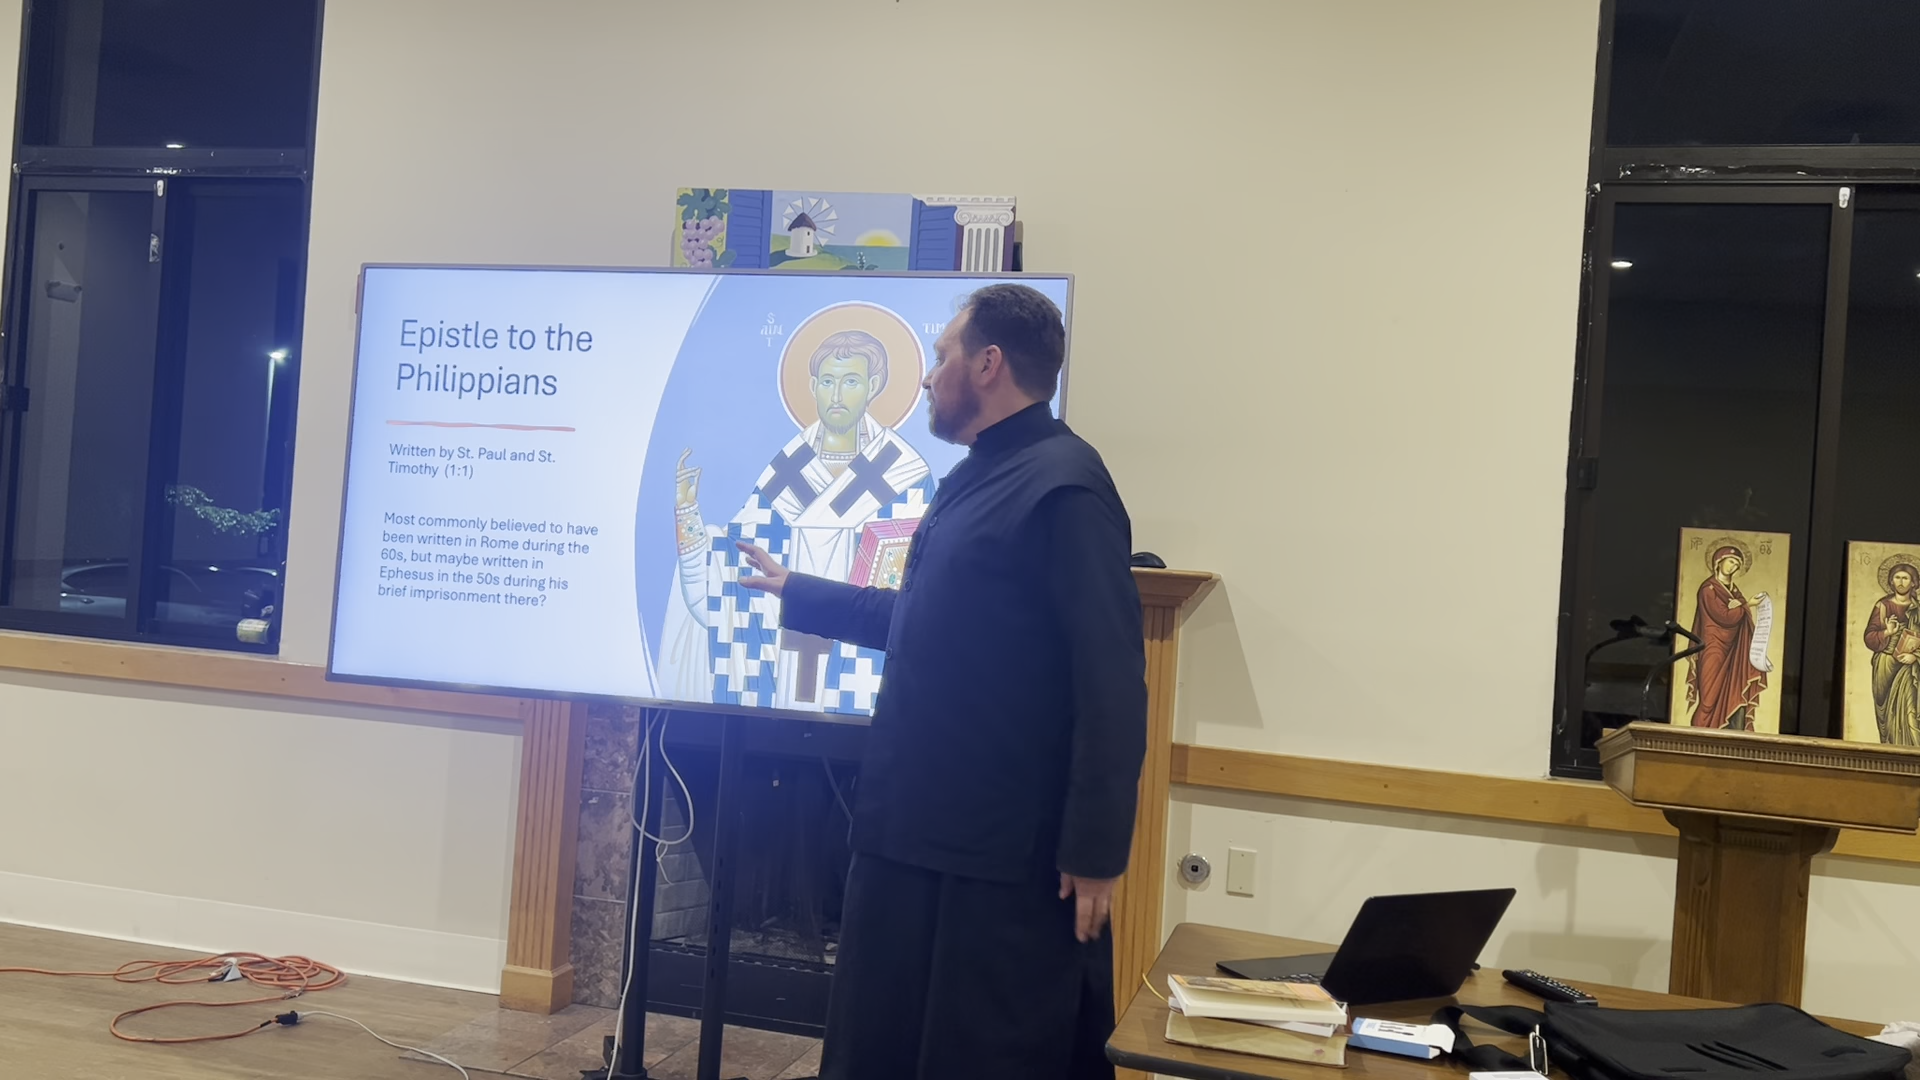 Epistle to the
Philippians
Written by St. Paul and St.
Timothy (1:1)
Most commonly believed to have
been written in Rome during the
60s, but maybe written in
Ephesus in the 50s during his
brief imprisonment there?
S
AIN
T
TIM